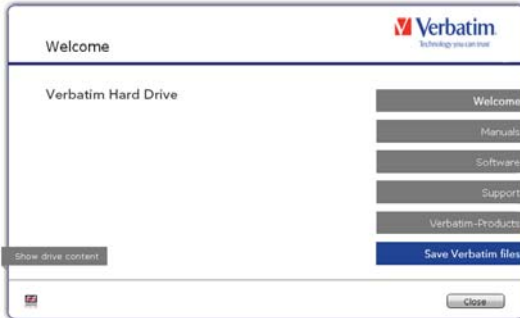 Welcome
Verbatim
Technology you can trust
Verbatim Hard Drive
Welcome
Manuals
Software
Support
Verbatim-Products
Save Verbatim files
Show drive content
Close